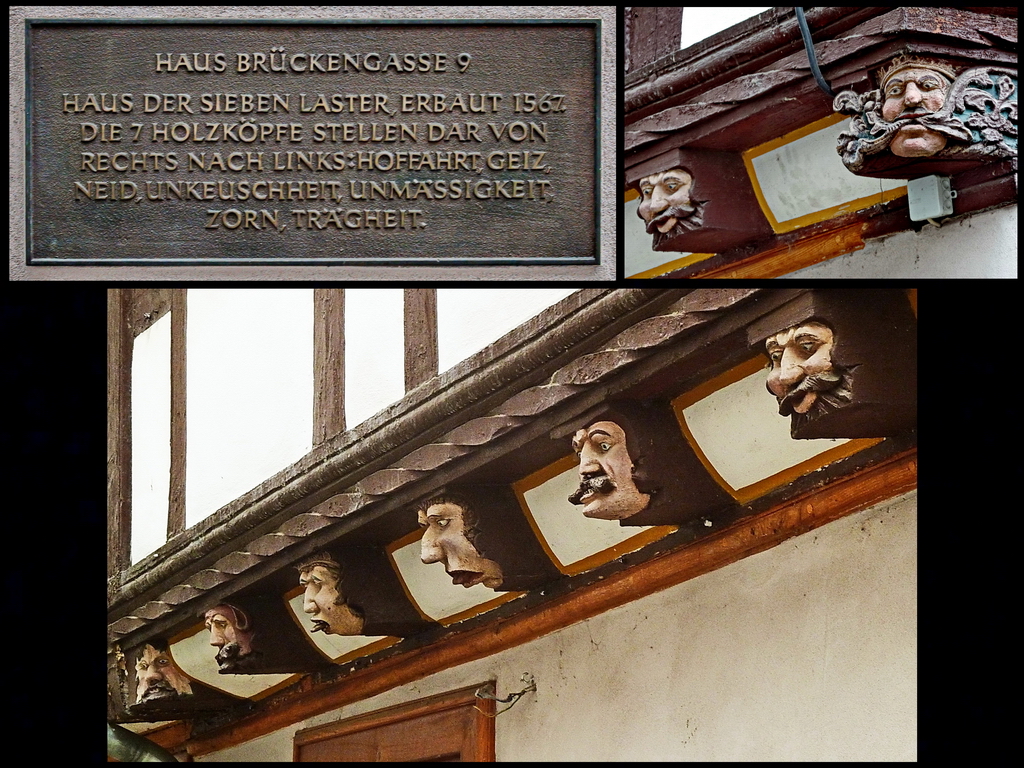 HAUS BRÜCKENGASSE 9
HAUS DER SIEBEN LASTER, ERBAUT 1567.
DIE 7 HOLZKÖPFE STELLEN DAR VON
RECHTS NACH LINKS: HOFFAHRT, GEIZ,
NEID, UNKEUSCHHEIT, UNMÄSSIGKEIT,
ZORN, TRÄGHEIT.